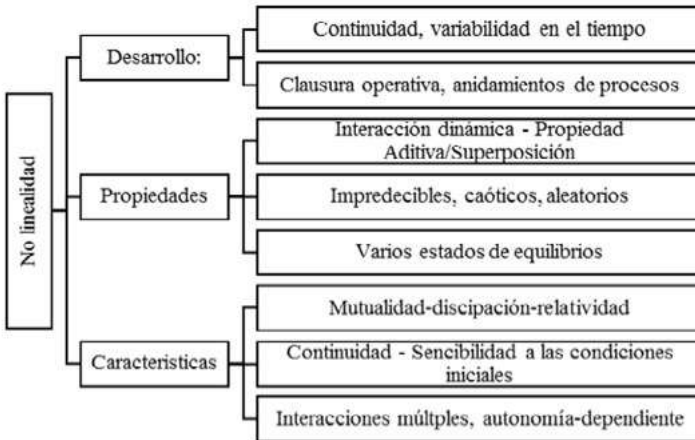 No linealidad
Desarrollo:
Continuidad, variabilidad en el tiempo
Clausura operativa, anidamientos de procesos
Propiedades
Interacción dinámica - Propiedad
Aditiva/Superposición
Impredecibles, caóticos, aleatorios
Varios estados de equilibrios
Caracteristicas
Mutualidad-discipación-relatividad
Continuidad - Sencibilidad a las condiciones
iniciales
Interacciones múltples, autonomía-dependiente